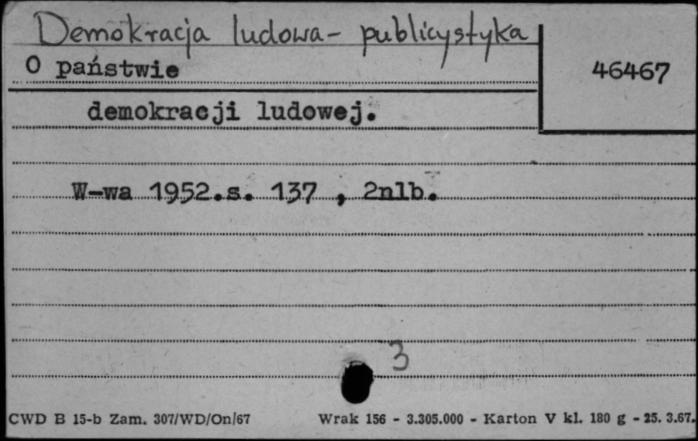 Demokracja ludowa - publicystyka
O państwie
46467
demokracji ludowej.
W-wa 1952.s. 137 , 2nlb.
3
CWD B 15-b Zam. 307/WD/On/67 Wrak 156 - 3.305.000 - Karton V kl. 180 g - 25. 3.67.